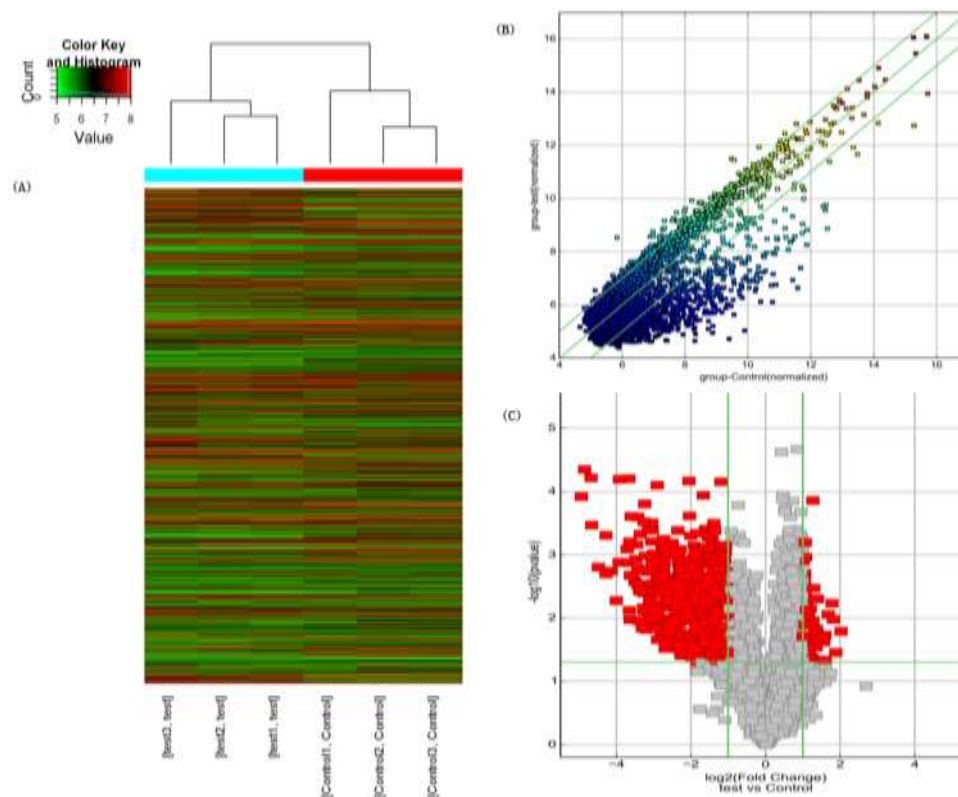 (A)
Color Key
and Histogram
Count
0
5 6 7 8
Value
[test3, test]
[test2, test]
[test1, test]
[Control1, Control]
[Control2, Control]
[Control3, Control]
(B)
group-test(normalized)
16
14
12
10
8
6
4
4 6 8 10 12 14 16
group-Control(normalized)
(C)
-log10(pvalue)
5
4
3
2
1
0
-4 -2 0 2 4
log2(Fold Change)
test vs Control